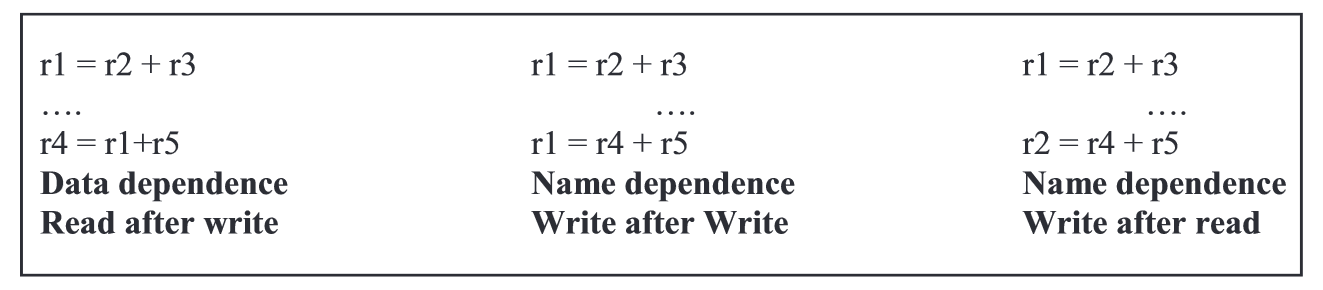 r1 = r2 + r3
....
r4 = r1+r5
Data dependence
Read after write
r1 = r2 + r3
....
r1 = r4 + r5
Name dependence
Write after Write
r1 = r2 + r3
....
r2 = r4 + r5
Name dependence
Write after read